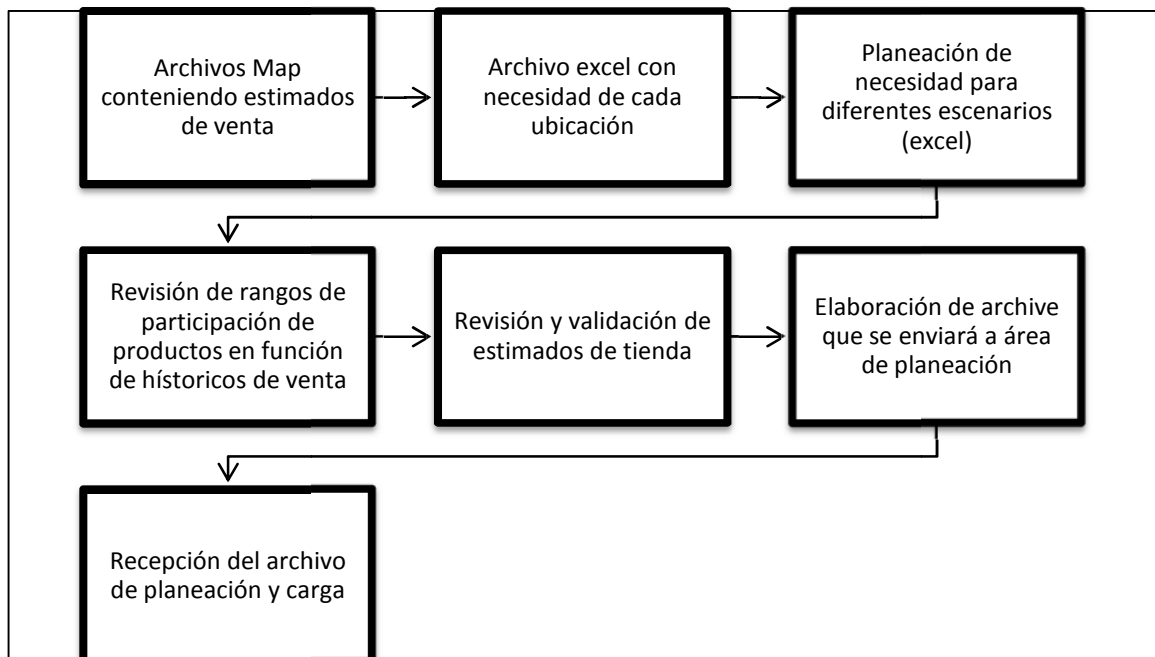 Archivos Map
conteniendo estimados
de venta
Archivo excel con
necesidad de cada
ubicación
Planeación de
necesidad para
diferentes escenarios
(excel)
Revisión de rangos de
participación de
productos en función
de hístoricos de venta
Revisión y validación de
estimados de tienda
Elaboración de archive
que se enviará a área
de planeación
Recepción del archivo
de planeación y carga